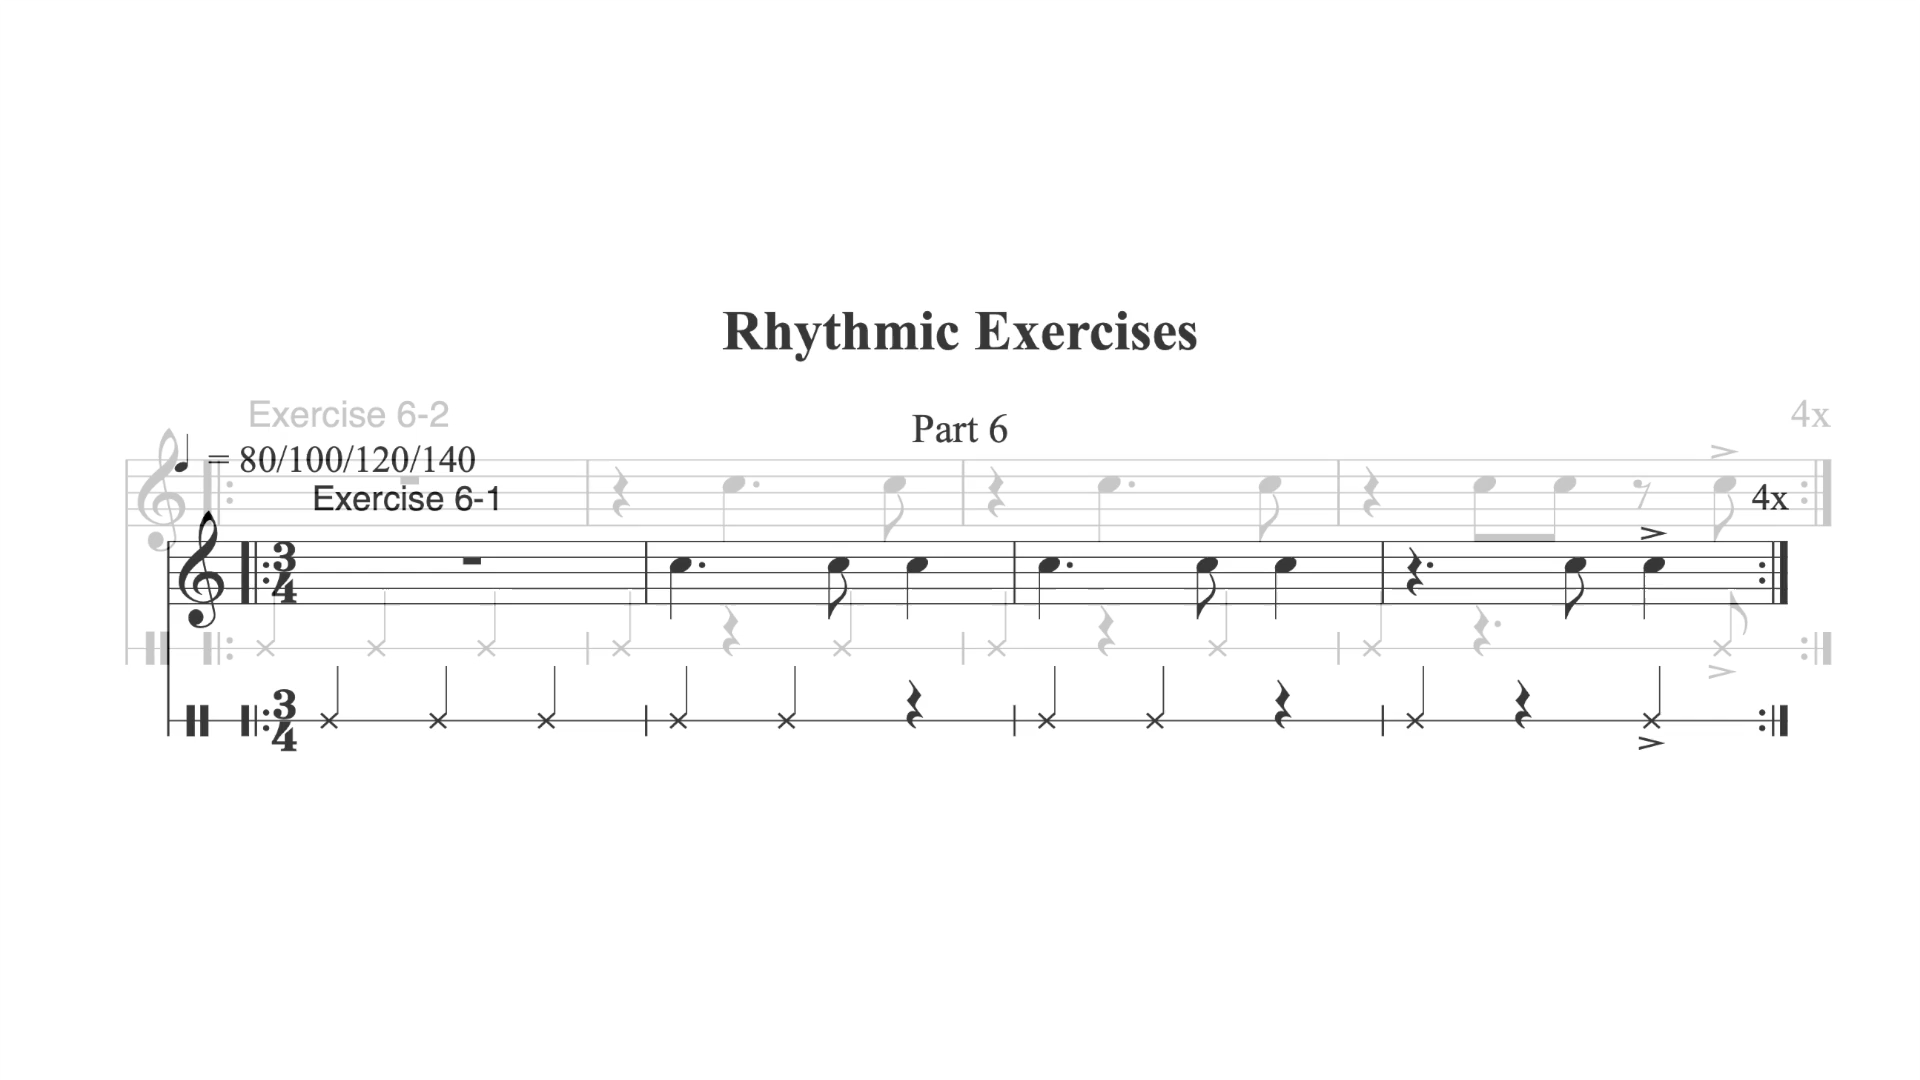 Rhythmic Exercises
Exercise 6-2
4x
Part 6
= 80/100/120/140
Exercise 6-1
4x
3
4
3
4